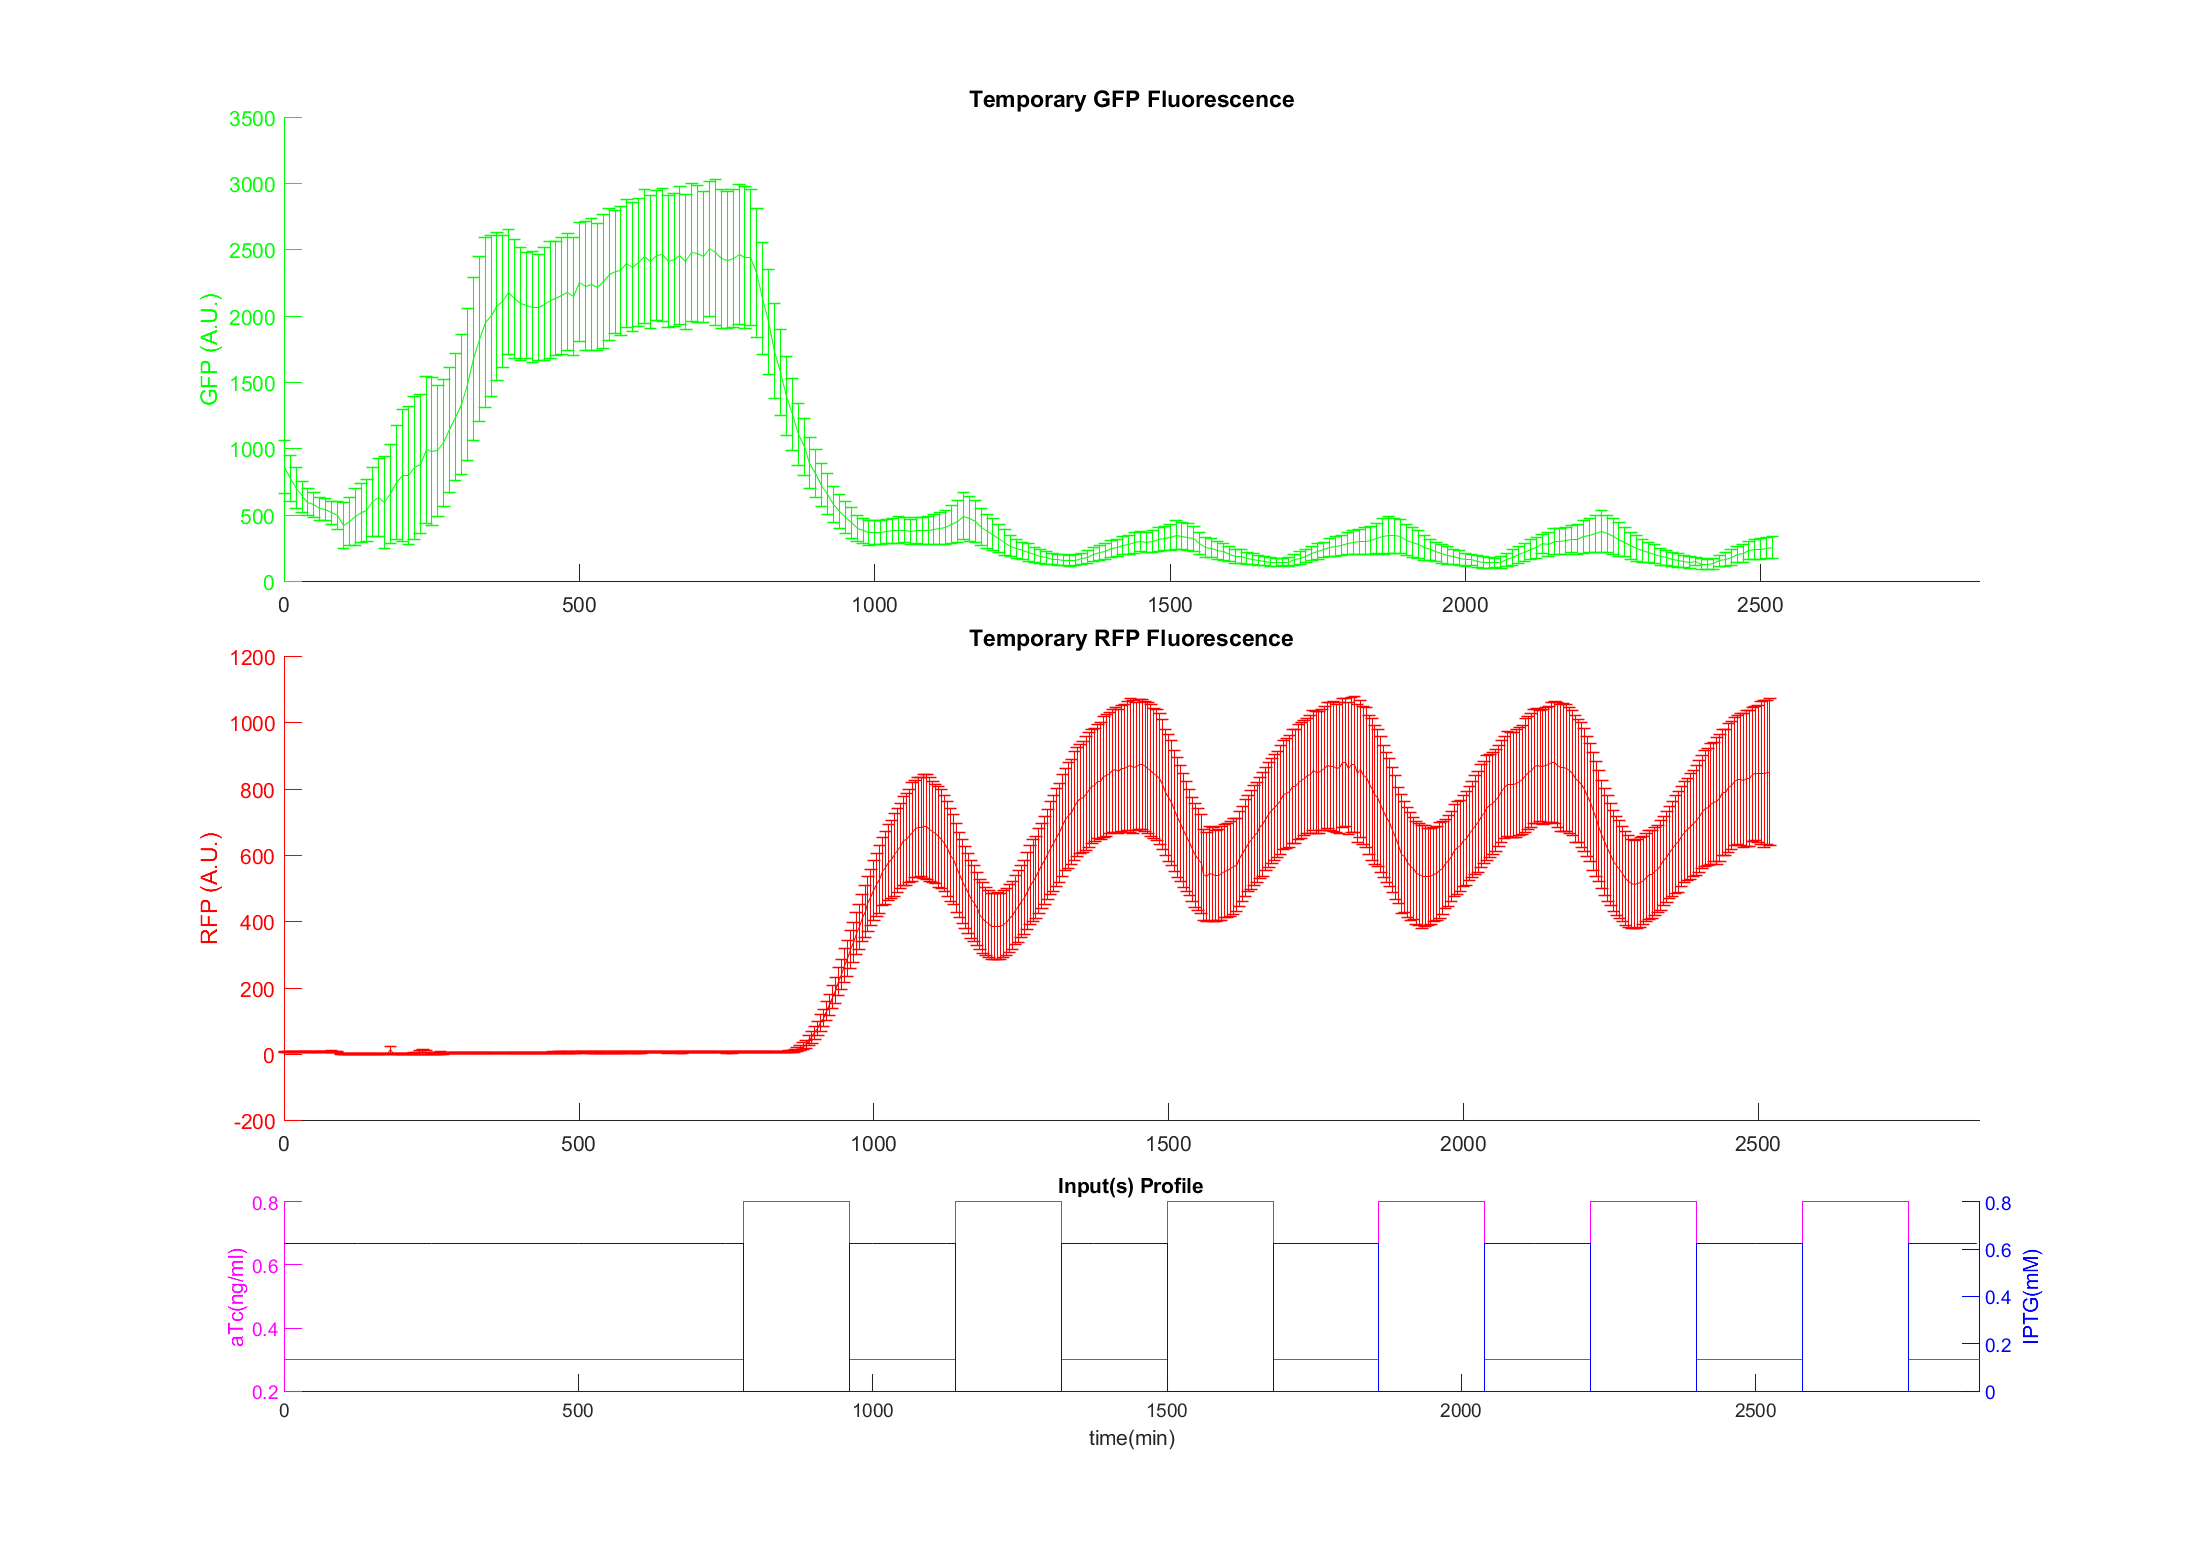 Temporary GFP Fluorescence
3500
3000
2500
2000
1500
1000
500
0
GFP (A.U.)
0 500 1000 1500 2000 2500
Temporary RFP Fluorescence
1200
1000
800
600
400
200
0
-200
RFP (A.U.)
0 500 1000 1500 2000 2500
Input(s) Profile
0.8
0.6
0.4
0.2
aTc(ng/ml)
0.8
0.6
0.4
0.2
0
IPTG(mM)
0 500 1000 1500 2000 2500
time(min)